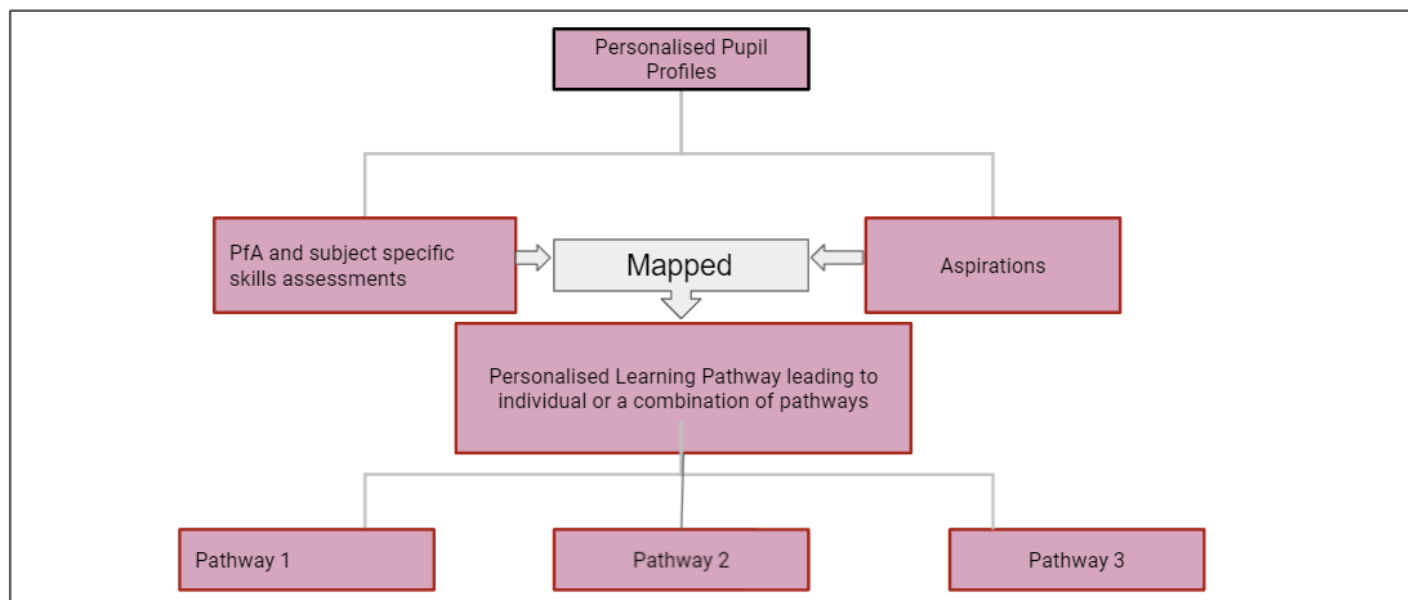 Personalised Pupil
Profiles
PfA and subject specific
skills assessments
Mapped
Aspirations
Personalised Learning Pathway leading to
individual or a combination of pathways
Pathway 1
Pathway 2
Pathway 3